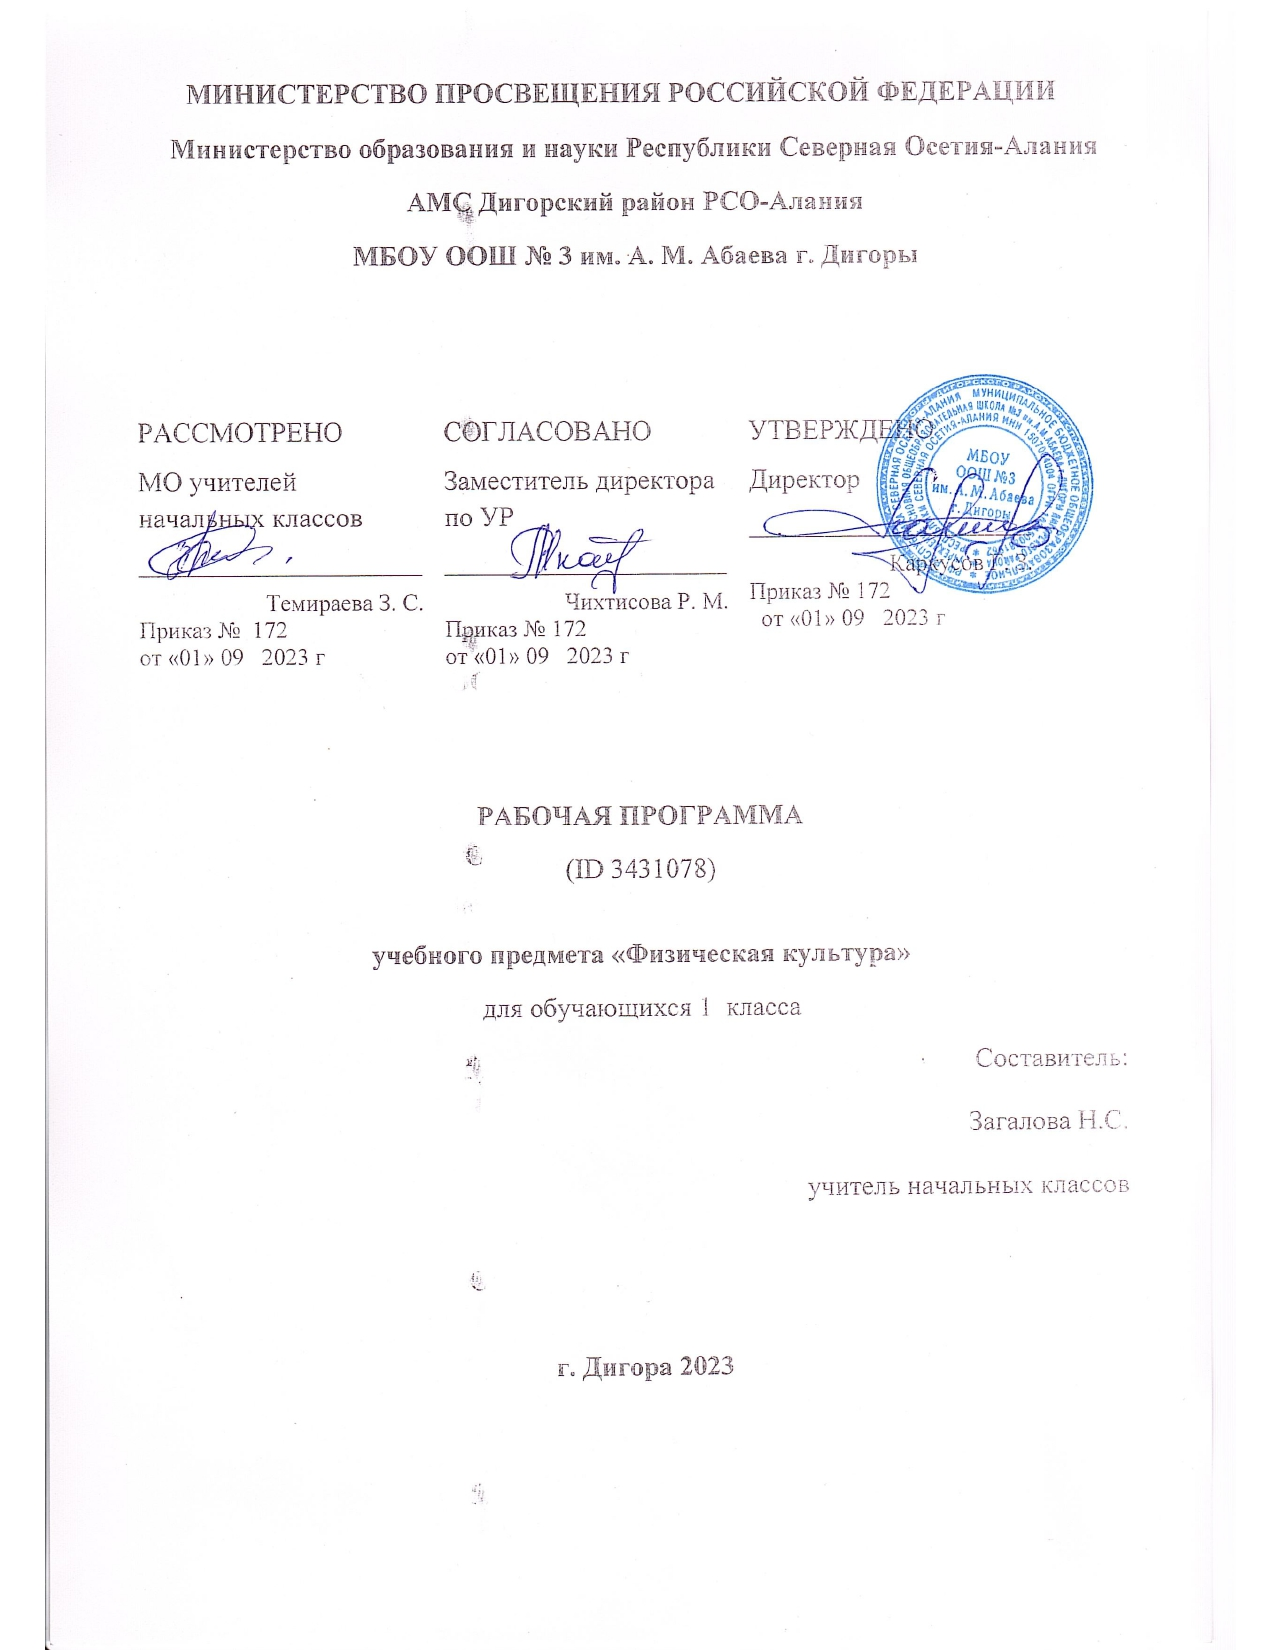 МИНИСТЕРСТВО ПРОСВЕЩЕНИЯ РОССИЙСКОЙ ФЕДЕРАЦИИ
Министерство образования и науки Республики Северная Осетия-Алания
АМС Дигорский район РСО-Алания
МБОУ ООШ № 3 им. А. М. Абаева г. Дигоры
РАССМОТРЕНО
МО учителей
начальных классов
Темираева З. С.
Приказ № 172
от «01» 09 2023 г
СОГЛАСОВАНО
Заместитель директора
по УР
Чихтисова Р. М.
Приказ № 172
от «01» 09 2023 г
УТВЕРЖДЕНО
Директор
Каркусов
Приказ № 172
от «01» 09 2023 г
МБОУ
ООШ №3
им. А. М. Абаева
г. Дигоры
РАБОЧАЯ ПРОГРАММА
(ID 3431078)
учебного предмета «Физическая культура»
для обучающихся 1 класса
Составитель:
Загалова Н.С.
учитель начальных классов
г. Дигора 2023